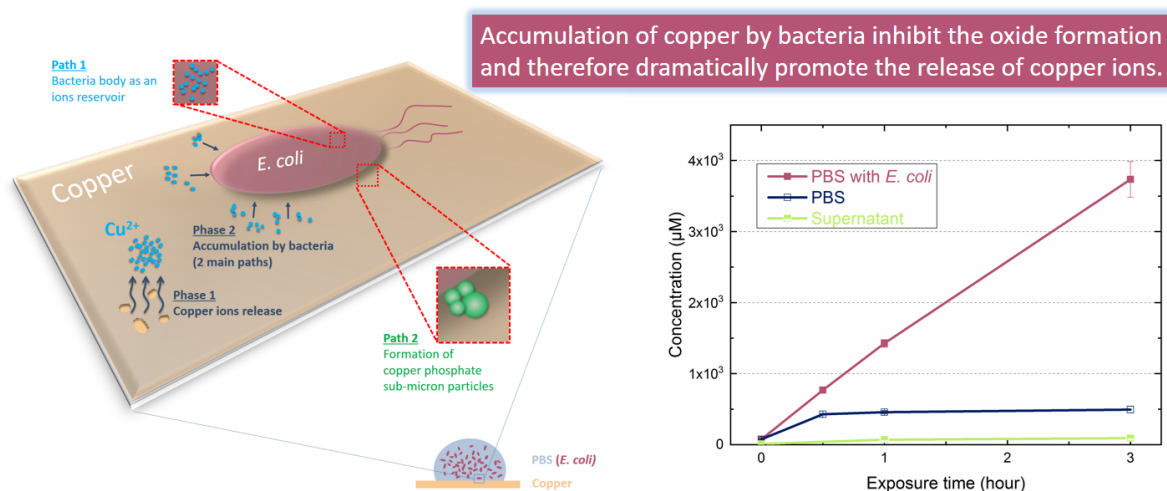 Accumulation of copper by bacteria inhibit the oxide formation
and therefore dramatically promote the release of copper ions.
Path 1
Bacteria body as an
ions reservoir
E. coli
Copper
Cu²⁺
Phase 2
Accumulation by bacteria
(2 main paths)
Phase 1
Copper ions release
Path 2
Formation of
copper phosphate
sub-micron particles
PBS (E. coli)
Copper
4x10³
3x10³
2x10³
1x10³
0
Concentration (µM)
PBS with E. coli
PBS
Supernatant
0
1
2
3
Exposure time (hour)